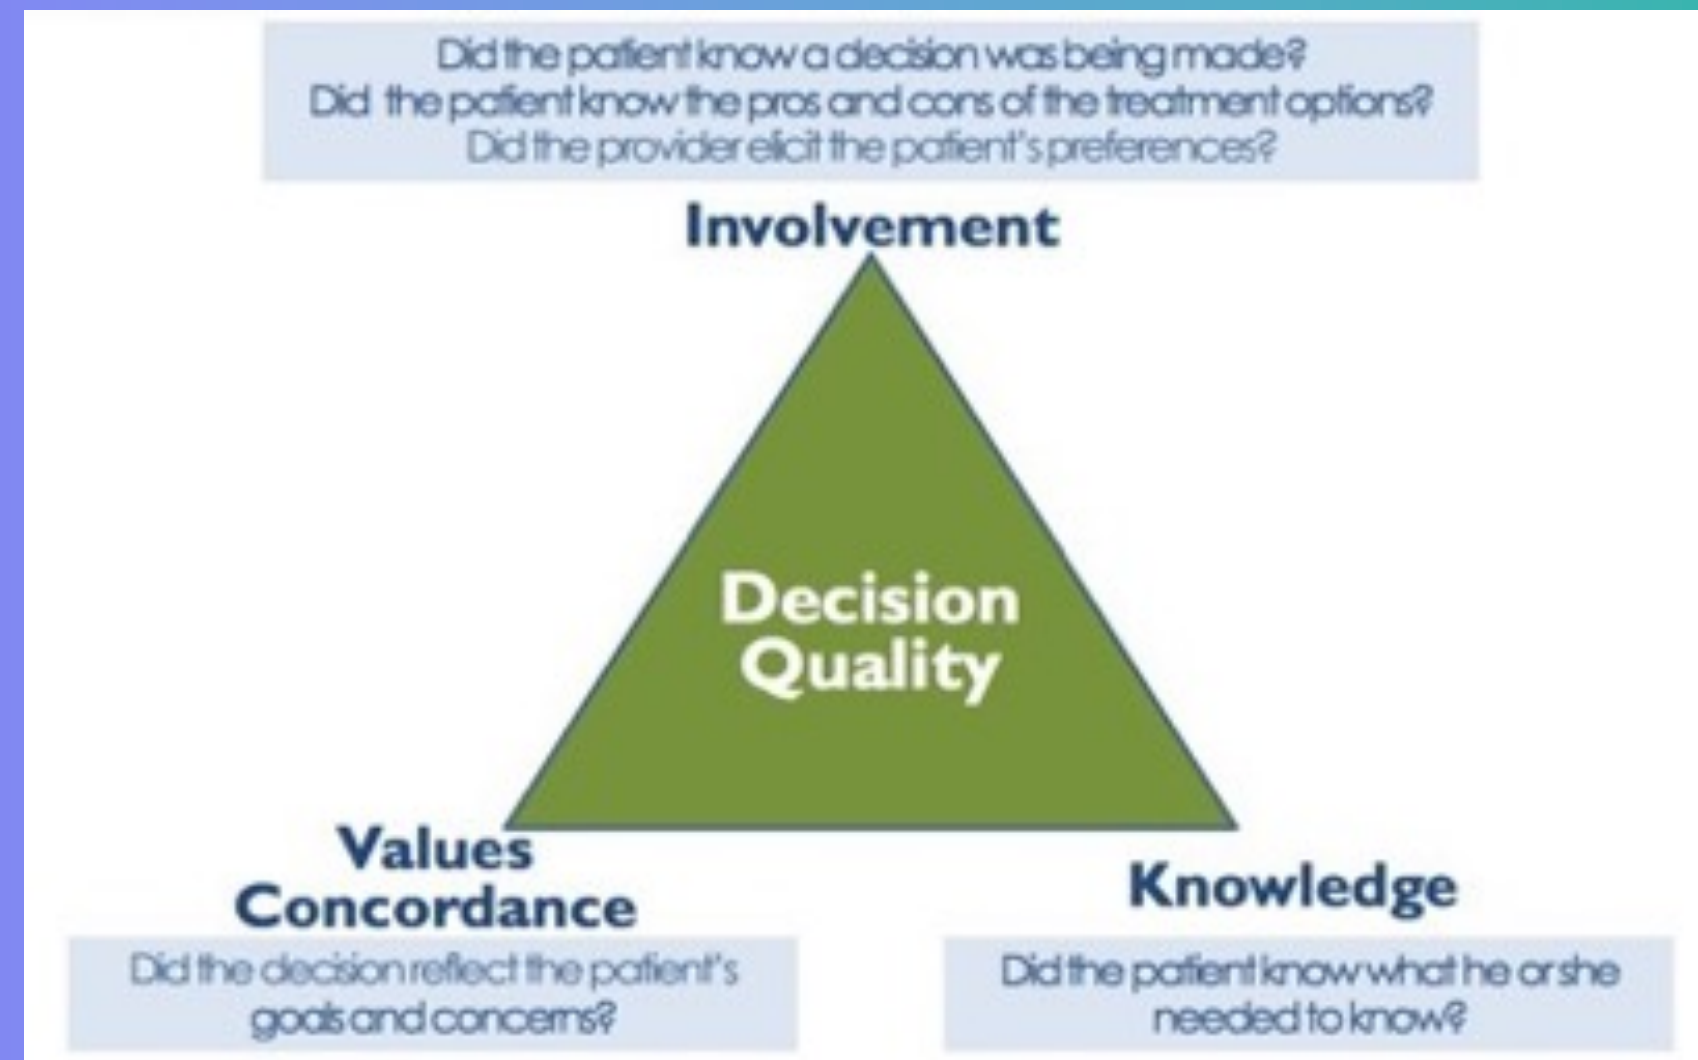 Did the patient know a decision was being made?
Did the patient know the pros and cons of the treatment options?
Did the provider elicit the patient's preferences?
Involvement
Decision
Quality
Values
Concordance
Did the decision reflect the patient's
goals and concerns?
Knowledge
Did the patient know what he or she
needed to know?